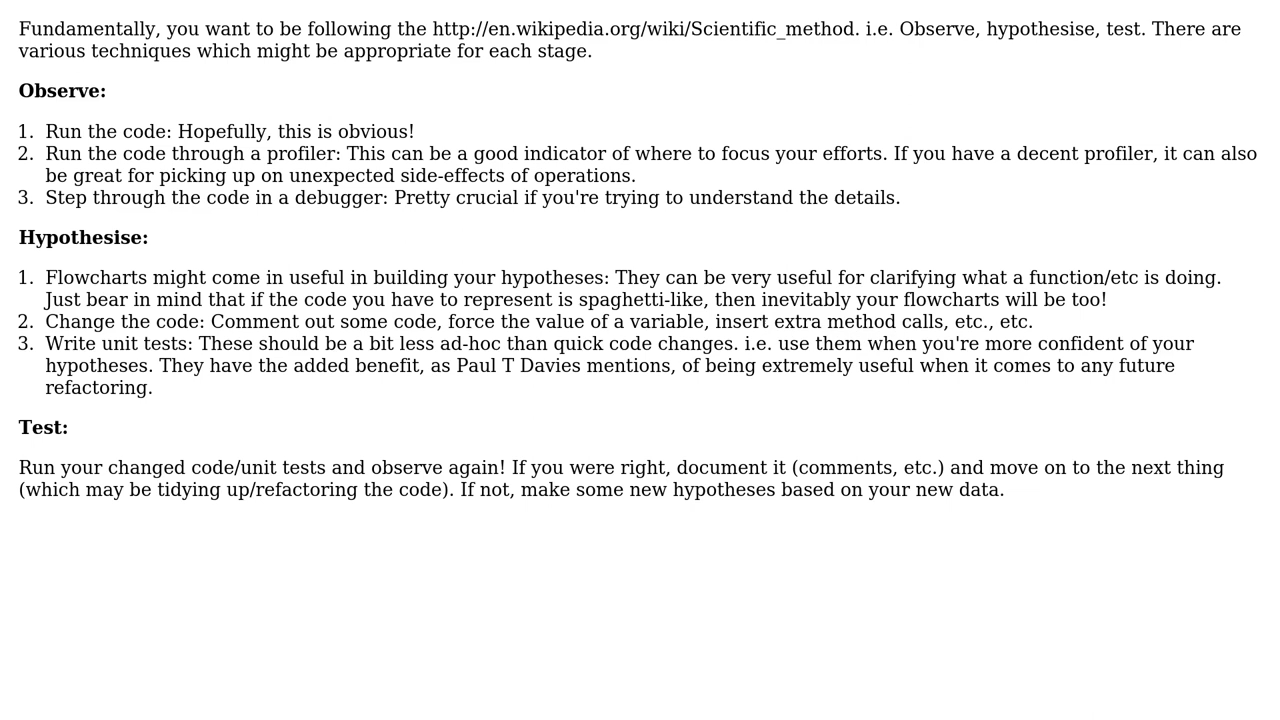 Fundamentally, you want to be following the http://en.wikipedia.org/wiki/Scientific_method. i.e. Observe, hypothesise, test. There are
various techniques which might be appropriate for each stage.
Observe:
1. Run the code: Hopefully, this is obvious!
2. Run the code through a profiler: This can be a good indicator of where to focus your efforts. If you have a decent profiler, it can also
be great for picking up on unexpected side-effects of operations.
3. Step through the code in a debugger: Pretty crucial if you're trying to understand the details.
Hypothesise:
1. Flowcharts might come in useful in building your hypotheses: They can be very useful for clarifying what a function/etc is doing.
Just bear in mind that if the code you have to represent is spaghetti-like, then inevitably your flowcharts will be too!
2. Change the code: Comment out some code, force the value of a variable, insert extra method calls, etc., etc.
3. Write unit tests: These should be a bit less ad-hoc than quick code changes. i.e. use them when you're more confident of your
hypotheses. They have the added benefit, as Paul T Davies mentions, of being extremely useful when it comes to any future
refactoring.
Test:
Run your changed code/unit tests and observe again! If you were right, document it (comments, etc.) and move on to the next thing
(which may be tidying up/refactoring the code). If not, make some new hypotheses based on your new data.